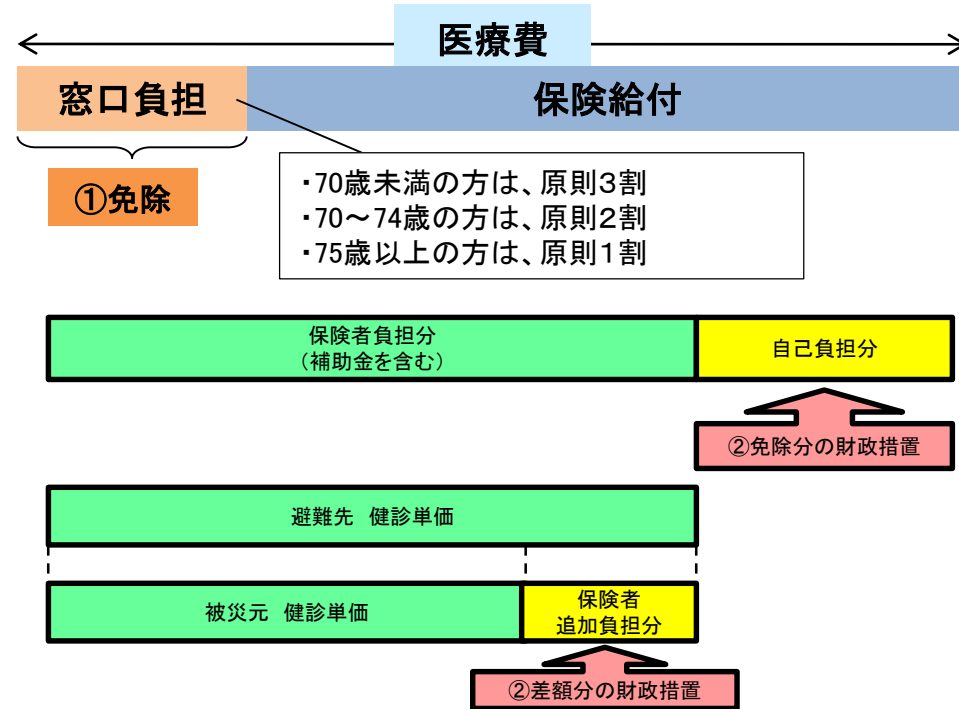 医療費
窓口負担
保険給付
①免除
・70歳未満の方は、原則3割
・70～74歳の方は、原則2割
・75歳以上の方は、原則1割
保険者負担分
（補助金を含む）
自己負担分
②免除分の財政措置
避難先 健診単価
被災元 健診単価
保険者
追加負担分
②差額分の財政措置